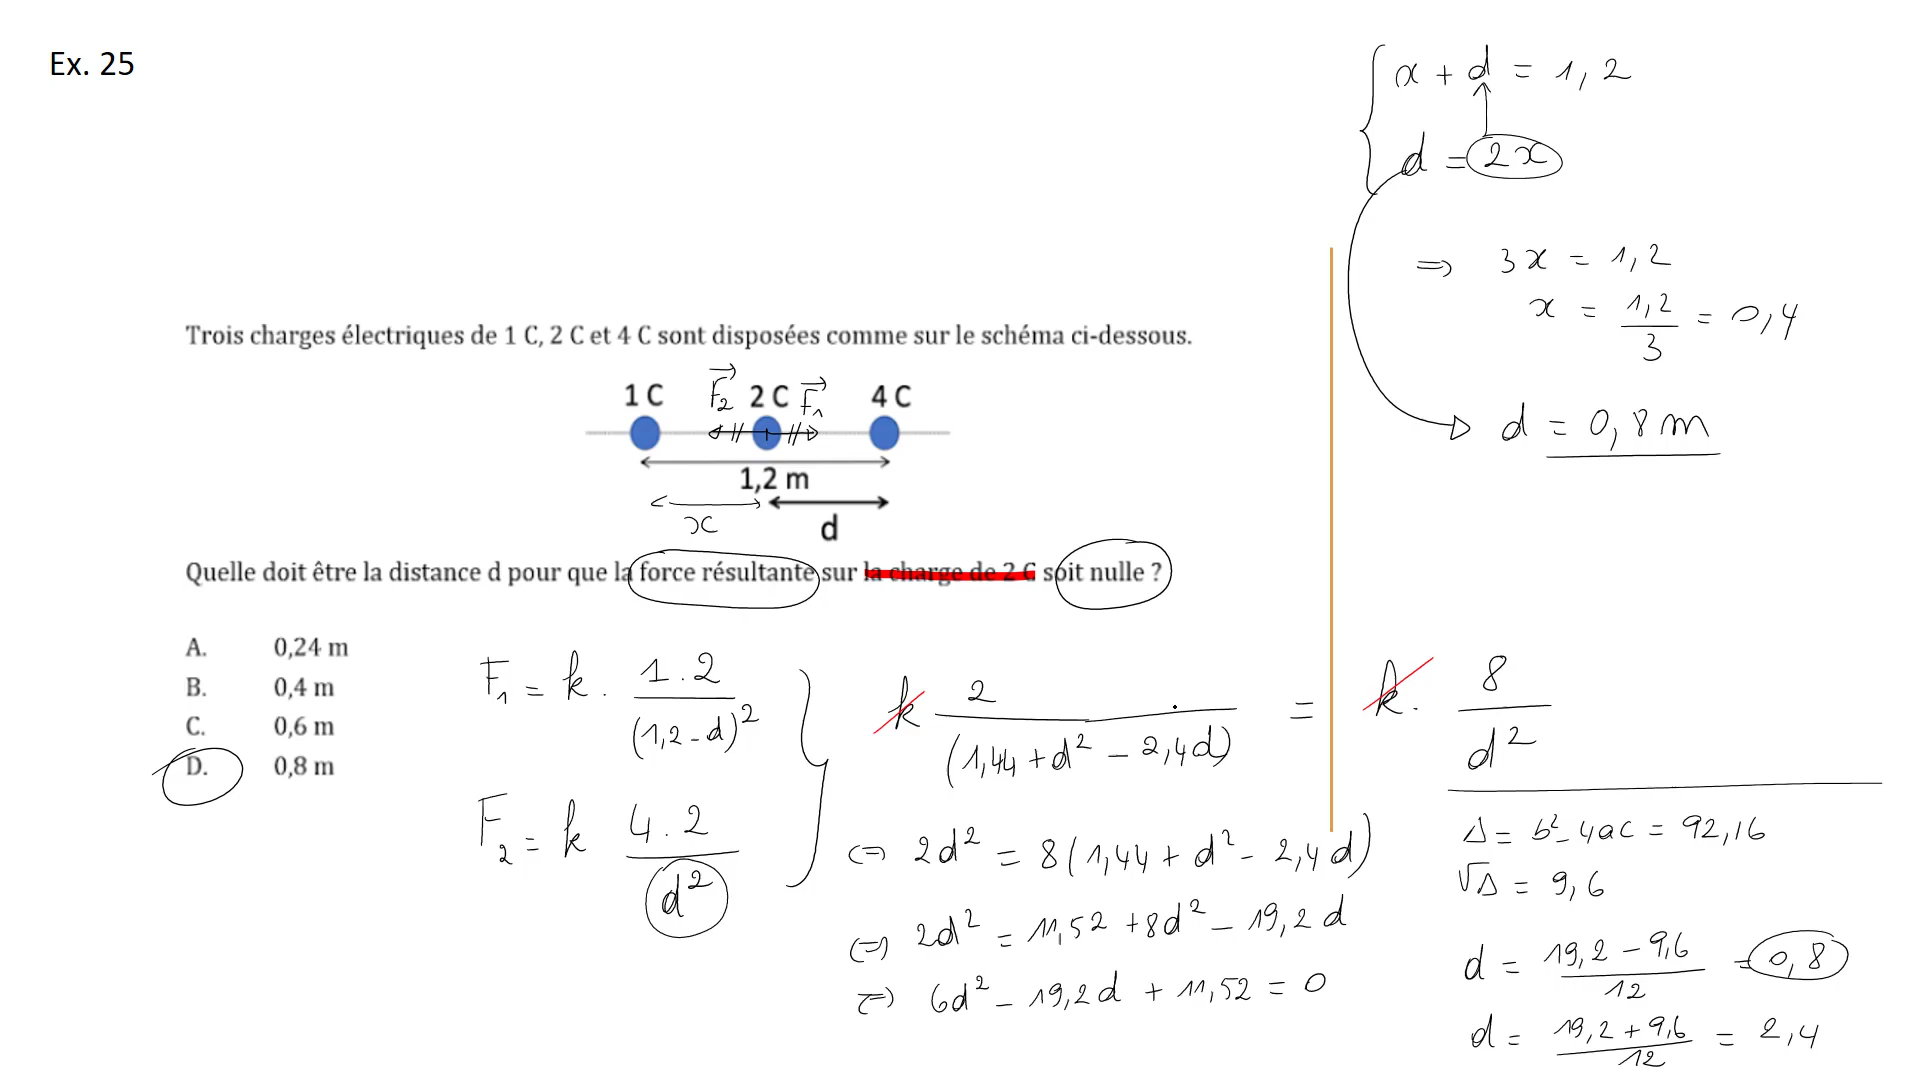 Ex. 25
Trois charges électriques de 1 C, 2 C et 4 C sont disposées comme sur le schéma ci-dessous.
1 C F₂ 2 C F₁ 4 C
1,2 m
x
d
Quelle doit être la distance d pour que la force résultante sur la charge de 2 C soit nulle ?
A. 0,24 m
B. 0,4 m
C. 0,6 m
D. 0,8 m
F₁ = k . 1 . 2 / (1,2 - d)²
F₂ = k 4 . 2 / d²
k 2 / (1,44 + d² - 2,4d) = k . 8 / d²
⇔ 2d² = 8(1,44 + d² - 2,4d)
⇔ 2d² = 11,52 + 8d² - 19,2d
⇔ 6d² - 19,2d + 11,52 = 0
x + d = 1,2
d = 2x
⇒ 3x = 1,2
x = 1,2 / 3 = 0,4
d = 0,8 m
Δ = b² - 4ac = 92,16
√Δ = 9,6
d = 19,2 - 9,6 / 12 = 0,8
d = 19,2 + 9,6 / 12 = 2,4